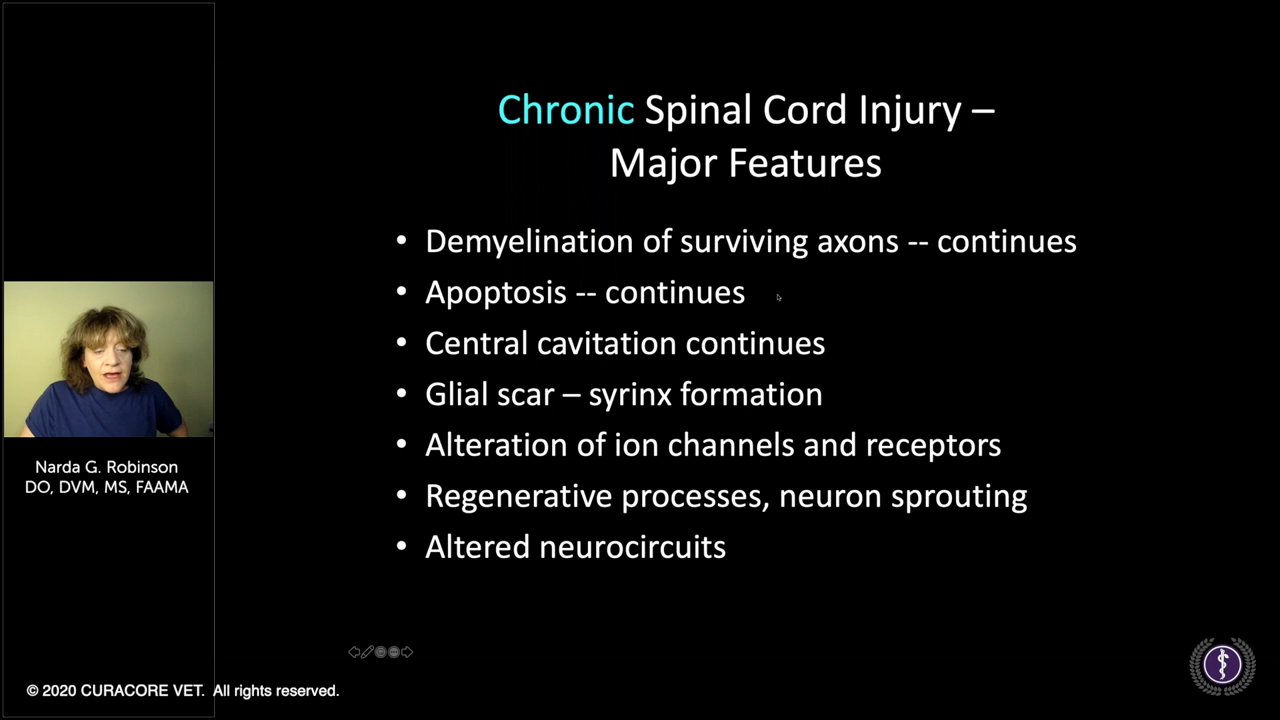 Chronic Spinal Cord Injury –
Major Features
• Demyelination of surviving axons -- continues
• Apoptosis -- continues
• Central cavitation continues
• Glial scar – syrinx formation
• Alteration of ion channels and receptors
• Regenerative processes, neuron sprouting
• Altered neurocircuits
Narda G. Robinson
DO, DVM, MS, FAAMA
© 2020 CURACORE VET. All rights reserved.